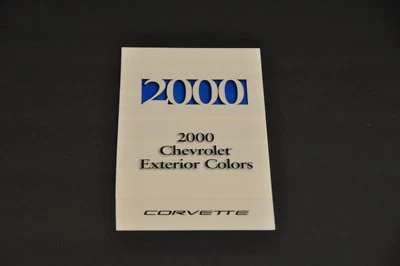 2000
2000
Chevrolet
Exterior Colors
CORVETTE